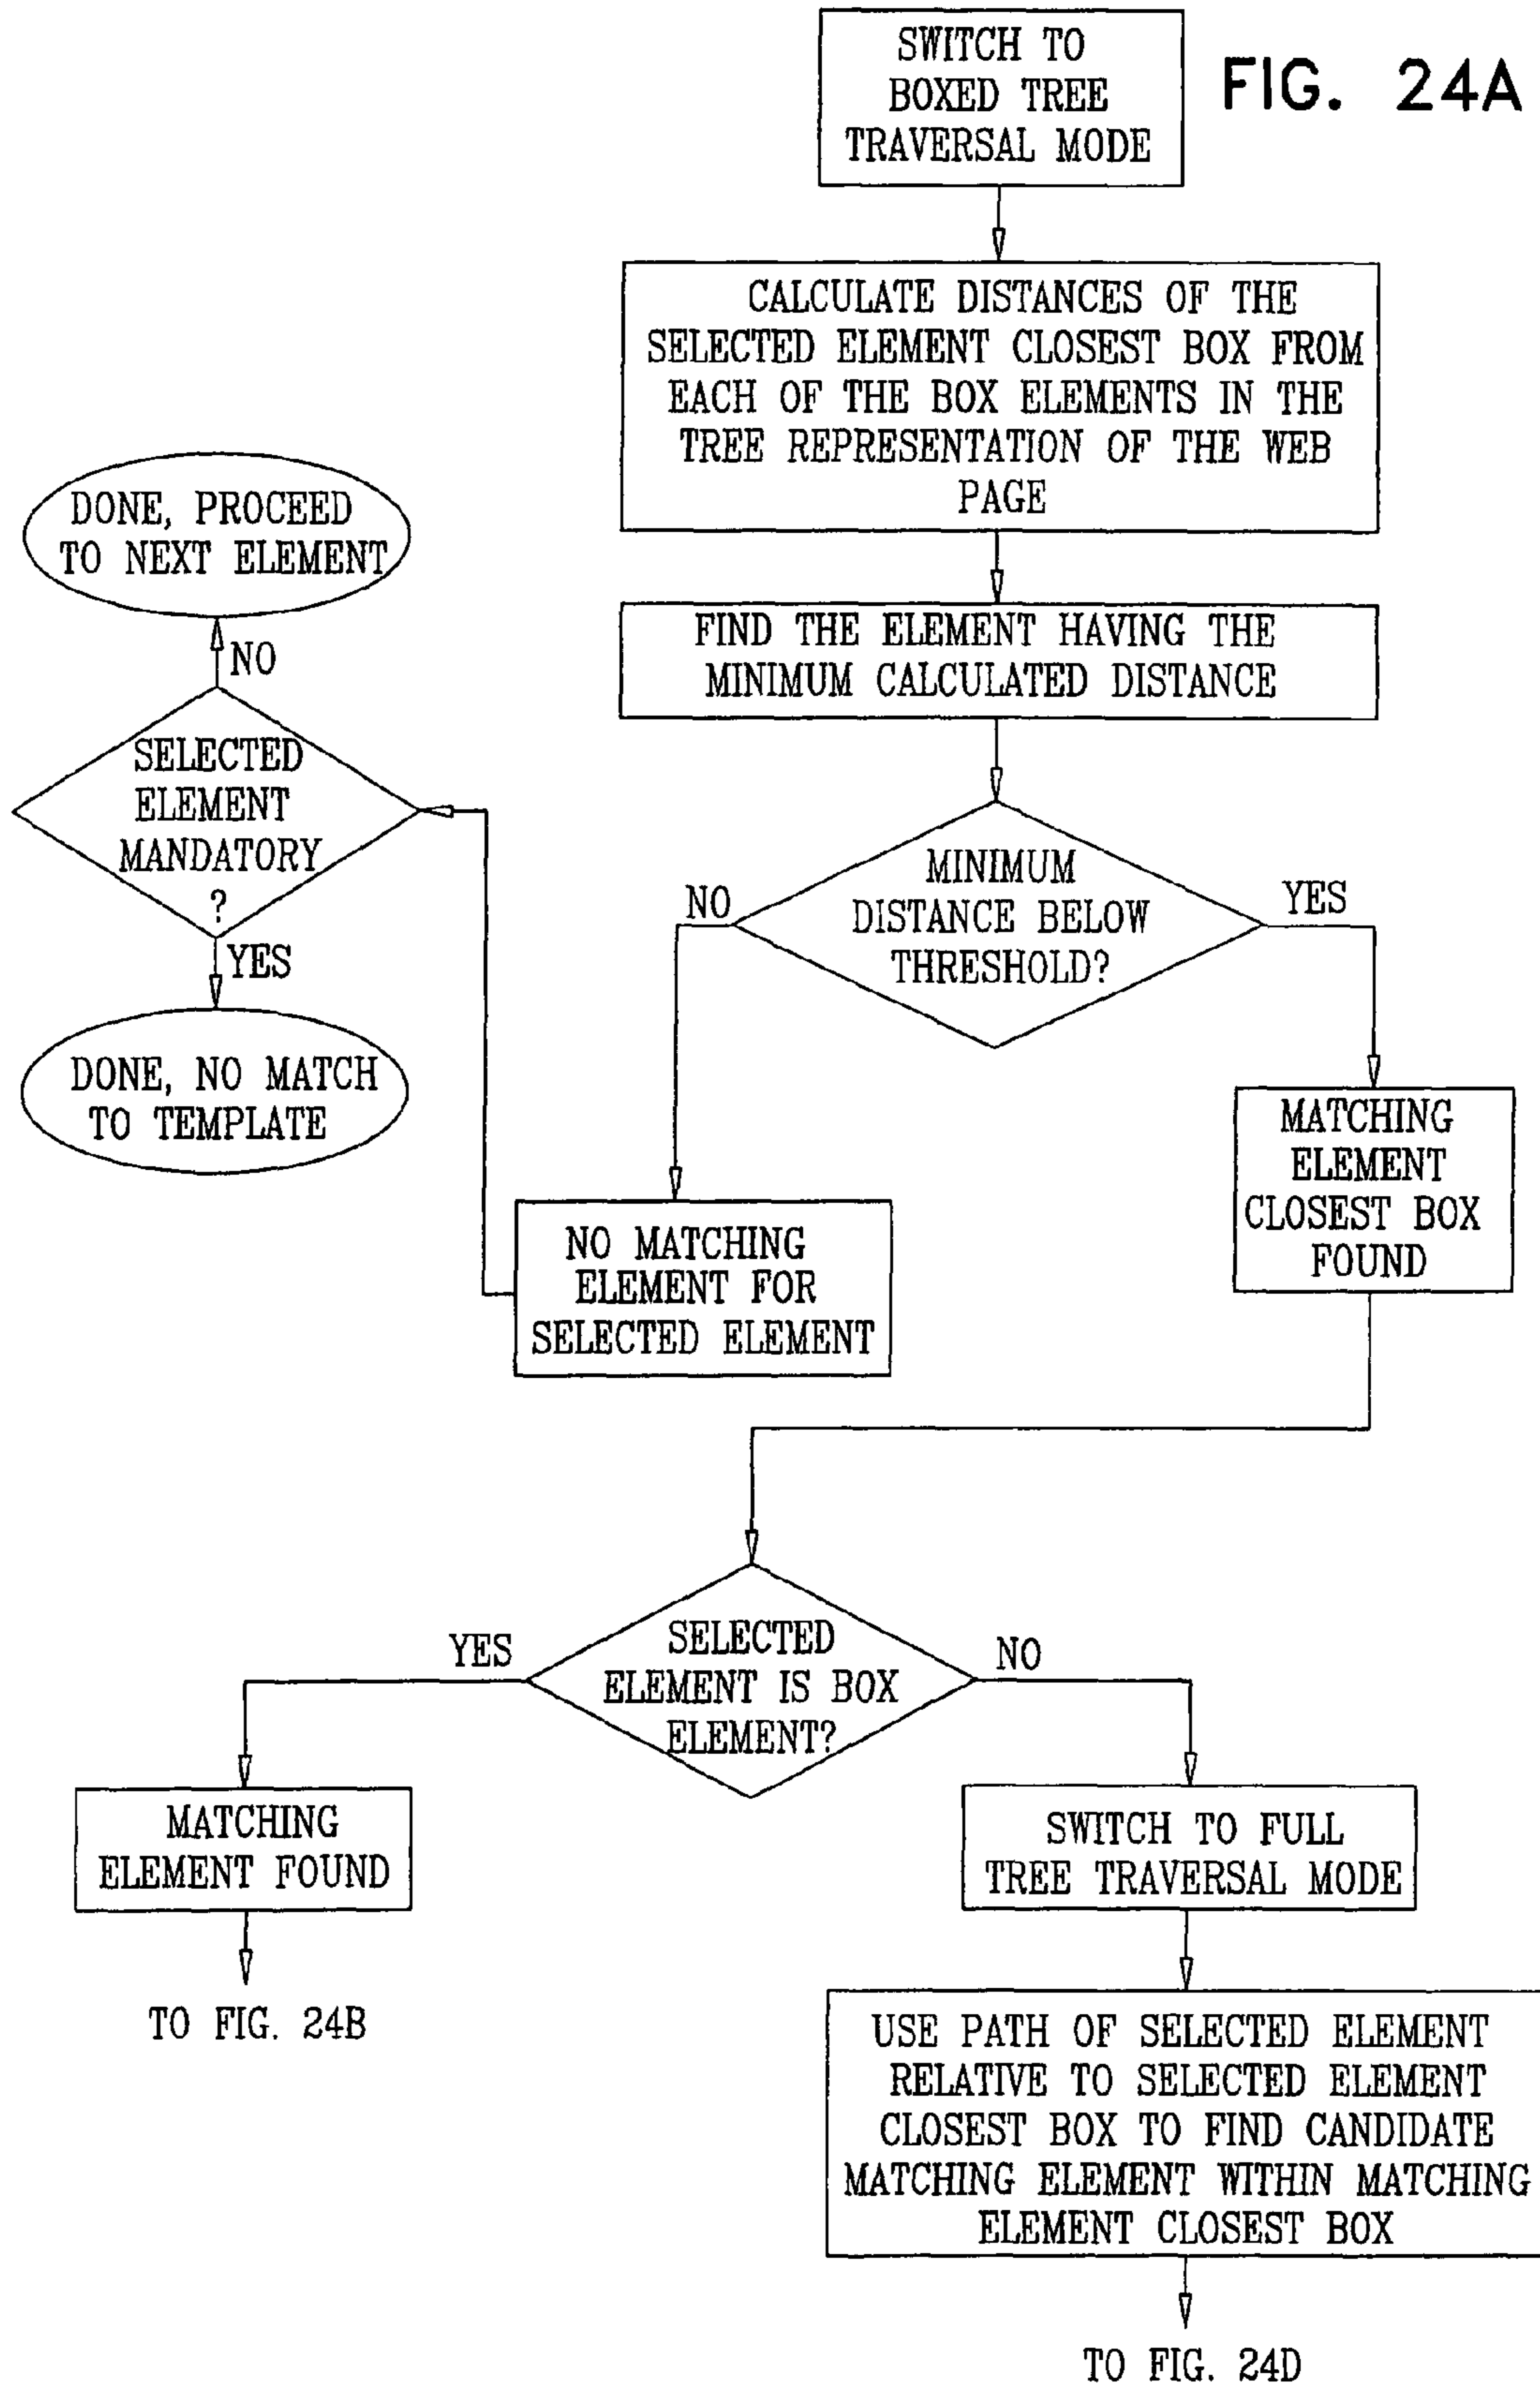 SWITCH TO
BOXED TREE
TRAVERSAL MODE
FIG. 24A
CALCULATE DISTANCES OF THE
SELECTED ELEMENT CLOSEST BOX FROM
EACH OF THE BOX ELEMENTS IN THE
TREE REPRESENTATION OF THE WEB
PAGE
FIND THE ELEMENT HAVING THE
MINIMUM CALCULATED DISTANCE
MINIMUM
DISTANCE BELOW
THRESHOLD?
NO
YES
DONE, PROCEED
TO NEXT ELEMENT
NO
SELECTED
ELEMENT
MANDATORY
?
YES
DONE, NO MATCH
TO TEMPLATE
NO MATCHING
ELEMENT FOR
SELECTED ELEMENT
MATCHING
ELEMENT
CLOSEST BOX
FOUND
SELECTED
ELEMENT IS BOX
ELEMENT?
YES
NO
MATCHING
ELEMENT FOUND
TO FIG. 24B
SWITCH TO FULL
TREE TRAVERSAL MODE
USE PATH OF SELECTED ELEMENT
RELATIVE TO SELECTED ELEMENT
CLOSEST BOX TO FIND CANDIDATE
MATCHING ELEMENT WITHIN MATCHING
ELEMENT CLOSEST BOX
TO FIG. 24D